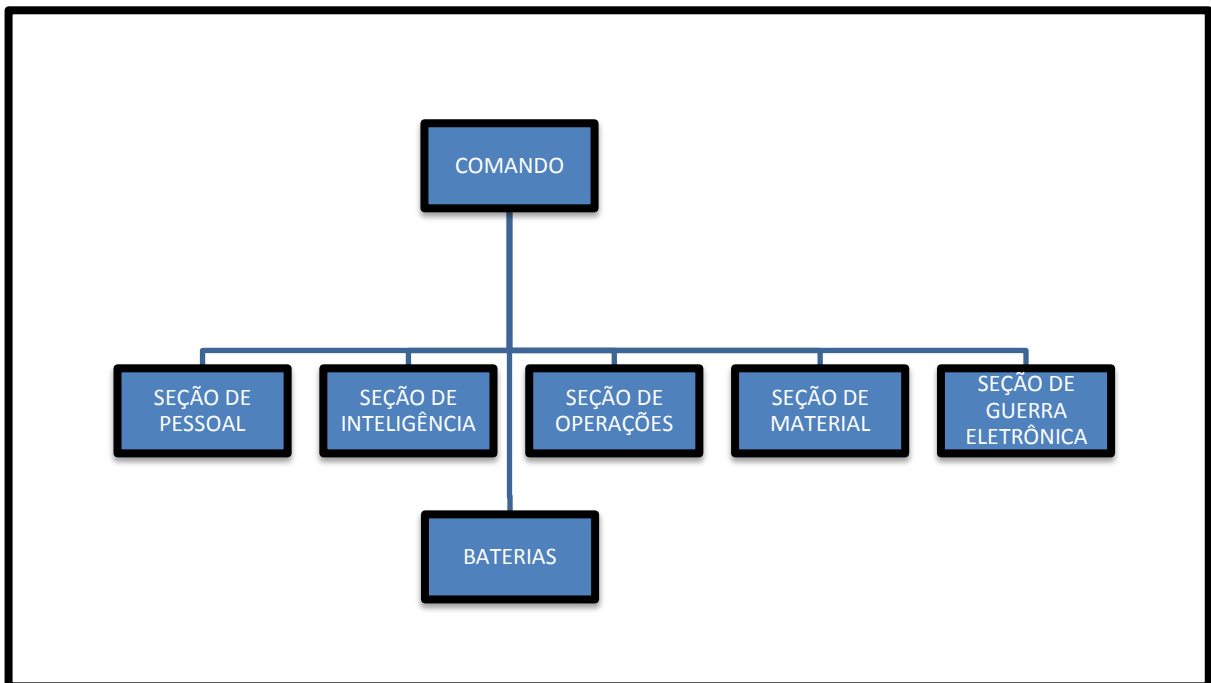 COMANDO
SEÇÃO DE
PESSOAL
SEÇÃO DE
INTELIGÊNCIA
SEÇÃO DE
OPERAÇÕES
SEÇÃO DE
MATERIAL
SEÇÃO DE
GUERRA
ELETRÔNICA
BATERIAS